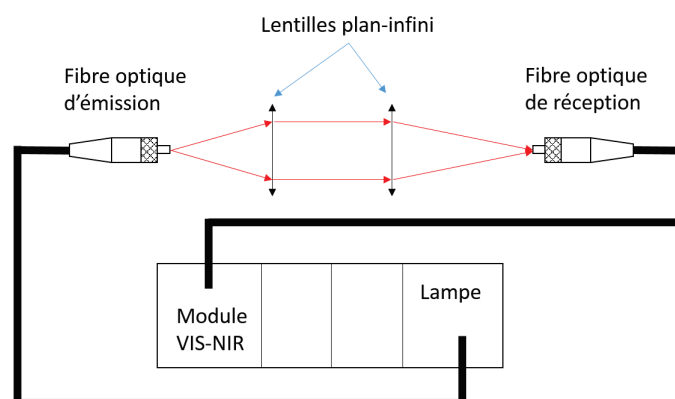 Lentilles plan-infini
Fibre optique
d'émission
Fibre optique
de réception
Module
VIS-NIR
Lampe